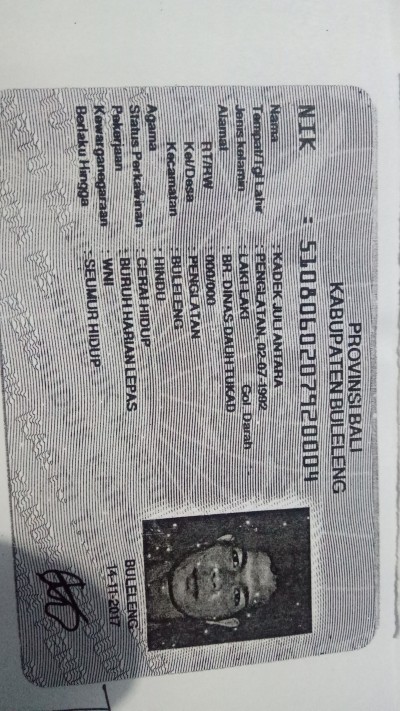 PROVINSI BALI
KABUPATEN BULELENG
NIK : 5108060207920004
Nama : KADEK JULI ANTARA
Tempat/Tgl Lahir : PENGLATAN, 02-07-1992
Jenis kelamin : LAKI-LAKI Gol. Darah : -
Alamat : BR. DINAS DAUH TUKAD
RT/RW : 000/000
Kel/Desa : PENGLATAN
Kecamatan : BULELENG
Agama : HINDU
Status Perkawinan : CERAI HIDUP
Pekerjaan : BURUH HARIAN LEPAS
Kewarganegaraan : WNI
Berlaku Hingga : SEUMUR HIDUP
BULELENG
14-11-2017